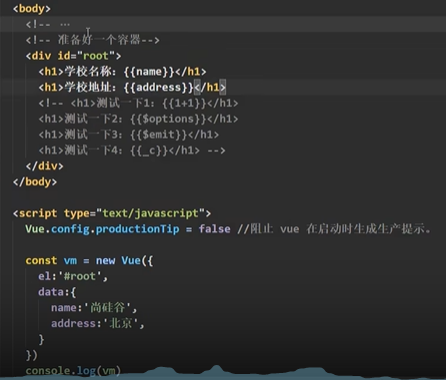 <body>
<!-- ...
<!-- 准备好一个容器-->
<div id="root">
<h1>学校名称：{{name}}</h1>
<h1>学校地址：{{address}}</h1>
<!-- <h1>测试一下1：{{1+1}}</h1>
<h1>测试一下2：{{$options}}</h1>
<h1>测试一下3：{{$emit}}</h1>
<h1>测试一下4：{{_c}}</h1> -->
</div>
</body>
<script type="text/javascript">
Vue.config.productionTip = false //阻止 vue 在启动时生成生产提示。
const vm = new Vue({
el:'#root',
data:{
name:'尚硅谷',
address:'北京',
}
})
console.log(vm)